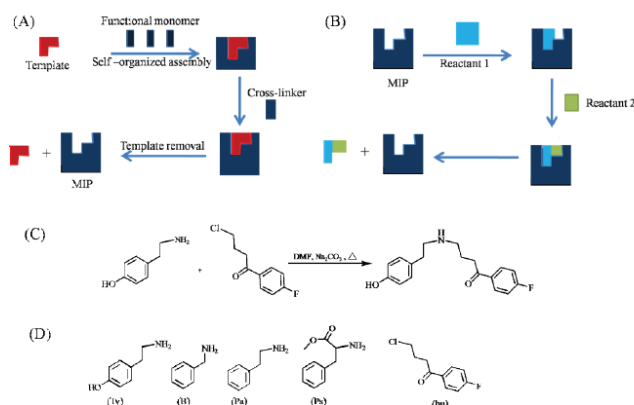 (A)
Functional monomer
Template
Self-organized assembly
Cross-linker
Template removal
+
MIP
(B)
MIP
Reactant 1
Reactant 2
+
(C)
NH₂
HO
+
Cl
O
F
DMF, Na₂CO₃, △
H
N
HO
O
F
(D)
NH₂
HO
(Ty)
NH₂
(B)
NH₂
(Pa)
O
O
NH₂
(Ps)
Cl
O
F